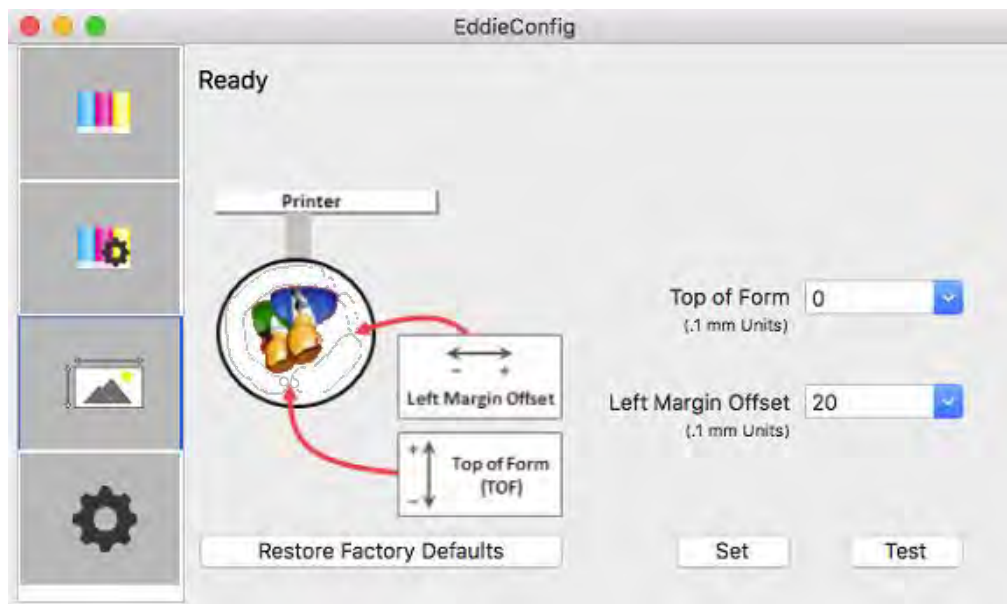 EddieConfig
Ready
Printer
Top of Form
0
(.1 mm Units)
- +
Left Margin Offset
Left Margin Offset
20
(.1 mm Units)
+
Top of Form
(TOF)
-
Restore Factory Defaults
Set
Test